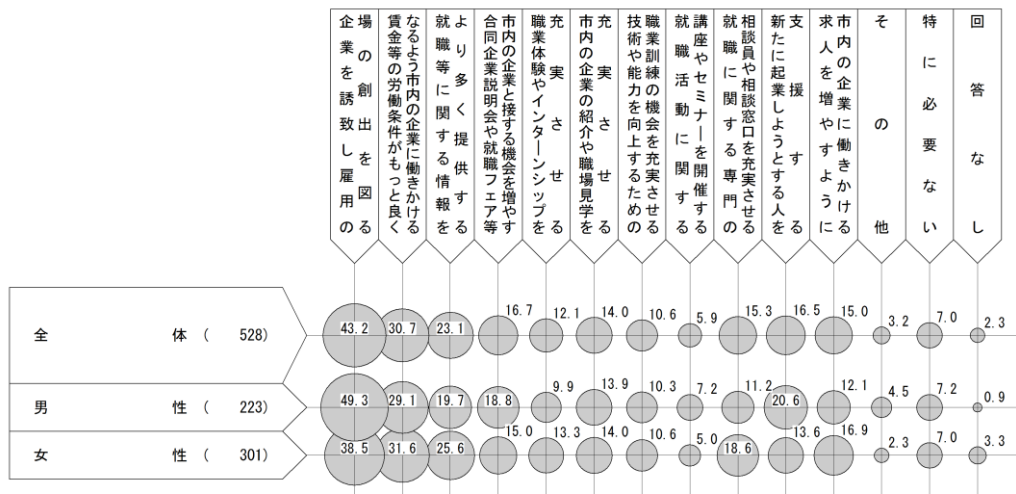 企業を誘致し雇用の
場の創出を図る
賃金等の労働条件がもっと良く
なるよう市内の企業に働きかける
就職等に関する情報を
より多く提供する
合同企業説明会や就職フェア等
市内の企業と接する機会を増やす
職業体験やインターンシップを
充実させる
市内の企業の紹介や職場見学を
充実させる
技術や能力を向上するための
職業訓練の機会を充実させる
就職活動に関する
講座やセミナーを開催する
就職に関する専門の
相談員や相談窓口を充実させる
新たに起業しようとする人を
支援する
求人を増やすように
市内の企業に働きかける
その他
特に必要ない
回答なし
全体 ( 528) 43.2 30.7 23.1 16.7 12.1 14.0 10.6 5.9 15.3 16.5 15.0 3.2 7.0 2.3
男性 ( 223) 49.3 29.1 19.7 18.8 9.9 13.9 10.3 7.2 11.2 20.6 12.1 4.5 7.2 0.9
女性 ( 301) 38.5 31.6 25.6 15.0 13.3 14.0 10.6 5.0 18.6 13.6 16.9 2.3 7.0 3.3